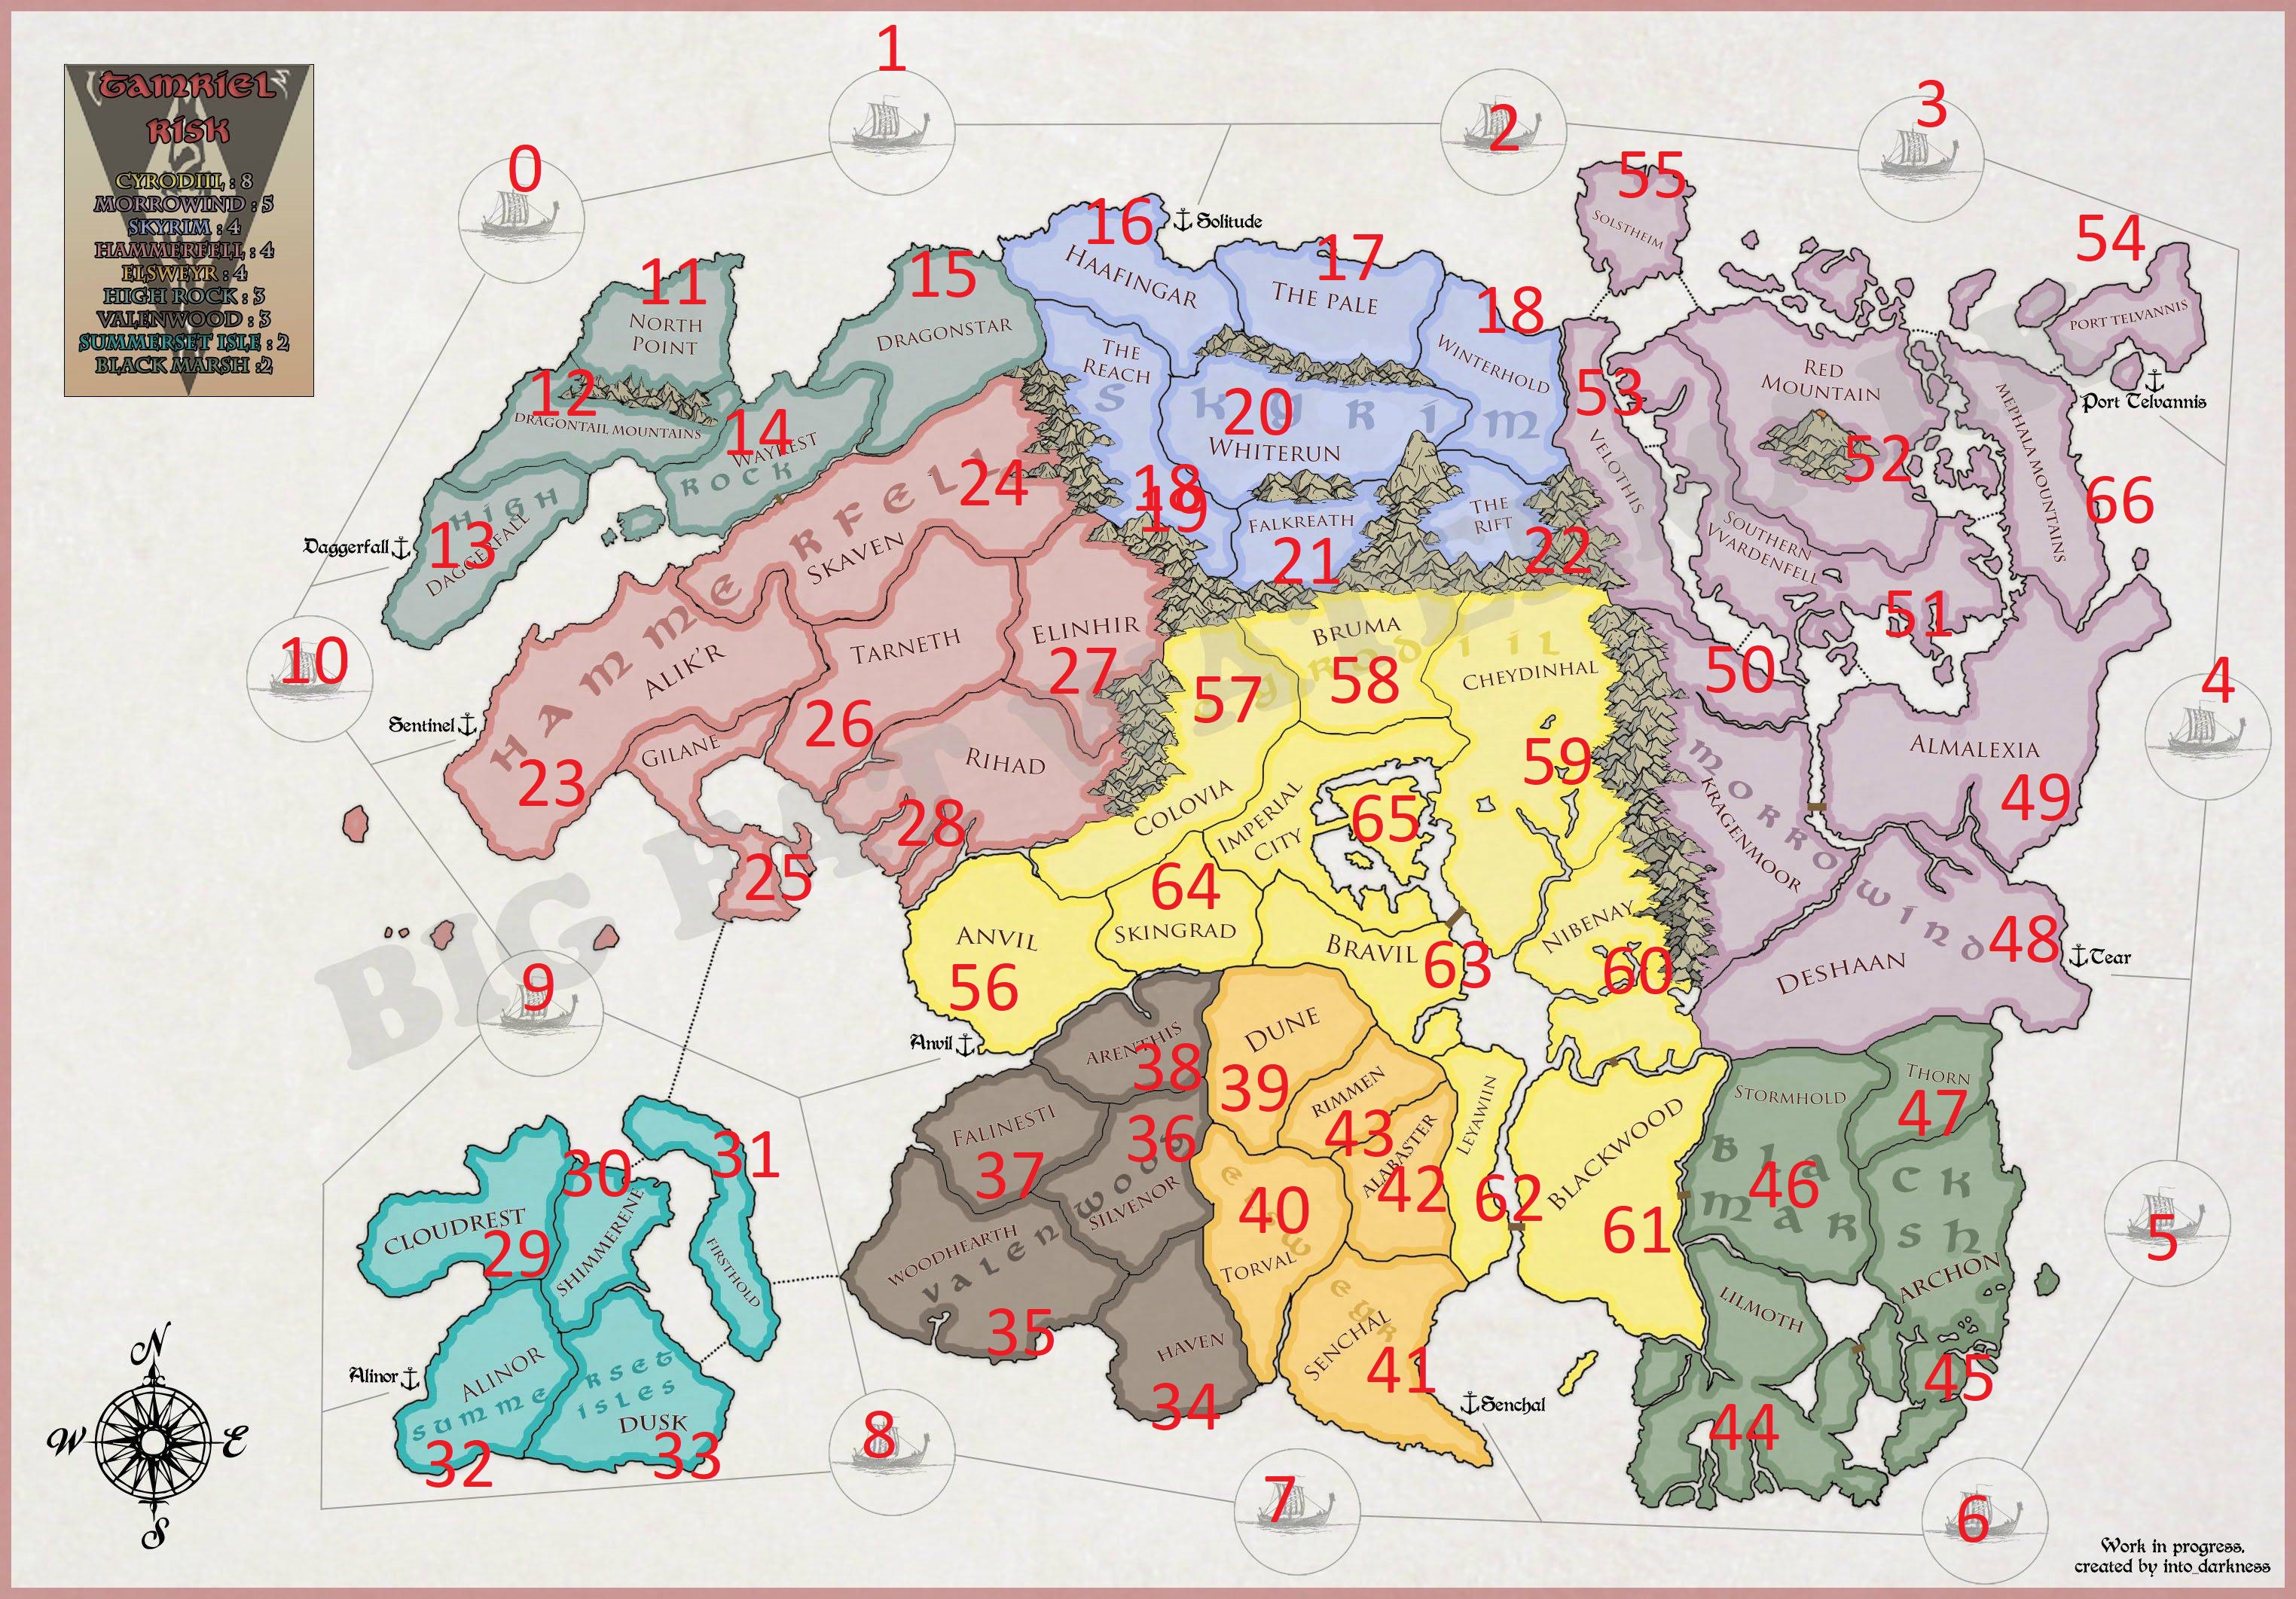 Tamriel
Risk
Cyrodiil : 8
Morrowind : 5
Skyrim : 4
Hammerfell : 4
Elsweyr : 4
High Rock : 3
Valenwood : 3
Summerset Isle : 2
Black Marsh :2
0
1
2
3
55
54
16
Solitude
Haafingar
17
The Pale
18
Winterhold
Solstheim
11
North
Point
15
Dragonstar
The
Reach
20
Whiterun
Skyrim
53
Velothis
Red
Mountain
52
Port Telvannis
Port Telvannis
Mephala Mountains
66
12
Dragontail Mountains
14
Wayrest
High Rock
13
Daggerfall
Daggerfall
24
Skaven
Hammerfell
18
19
Falkreath
21
The
Rift
22
Southern
Vvardenfell
51
10
Alik'r
Sentinel
23
Tarneth
26
Elinhir
27
Gilane
25
Rihad
28
Bruma
58
57
Cyrodiil
Cheydinhal
59
50
Morrowind
Kragenmoor
Almalexia
49
4
Colovia
Imperial
City
65
64
Skingrad
Anvil
56
Anvil
Bravil
63
Nibenay
60
Deshaan
48
Tear
BIG FAT WATERMARK
9
Arenthis
38
Dune
39
Rimmen
43
Alabaster
42
Leyawiin
62
Blackwood
61
Stormhold
46
Black Marsh
Thorn
47
Falinesti
37
36
Silvenor
Valenwood
Woodhearth
35
Haven
34
40
Torval
Elsweyr
Senchal
41
Senchal
Lilmoth
44
Archon
45
5
31
30
Cloudrest
29
Shimmerene
Firsthold
Alinor
Alinor
32
Summerset
Isles
Dusk
33
8
7
6
N
W
E
S
Work in progress.
created by into_darkness